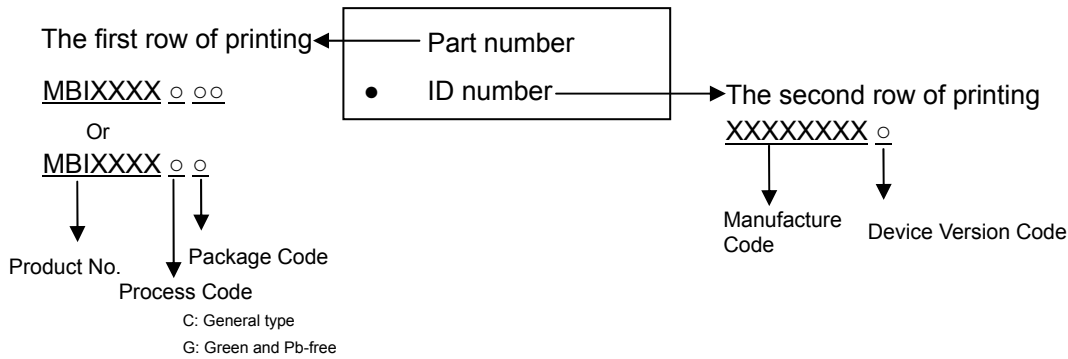 The first row of printing
Part number
MBIXXXX ○ ○○
Or
MBIXXXX ○ ○
● ID number
The second row of printing
XXXXXXXX ○
Manufacture
Code
Device Version Code
Package Code
Product No.
Process Code
C: General type
G: Green and Pb-free